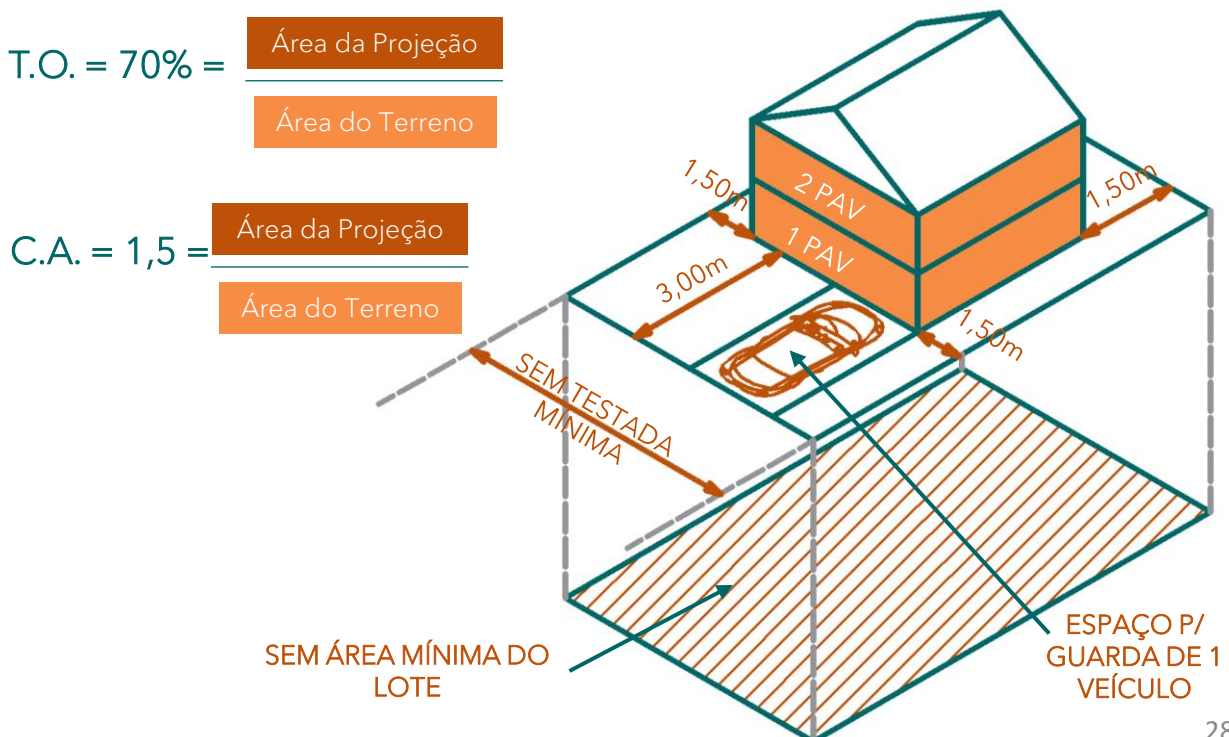 T.O. = 70% =
Área da Projeção
Área do Terreno
C.A. = 1,5 =
Área da Projeção
Área do Terreno
2 PAV
1 PAV
1,50m
1,50m
3,00m
1,50m
SEM TESTADA
MÍNIMA
SEM ÁREA MÍNIMA DO
LOTE
ESPAÇO P/
GUARDA DE 1
VEÍCULO
28